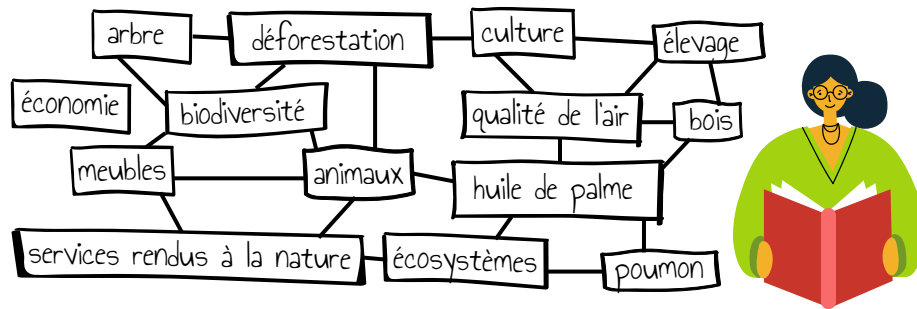 arbre
déforestation
culture
élevage
économie
biodiversité
qualité de l'air
bois
meubles
animaux
huile de palme
services rendus à la nature
écosystèmes
poumon